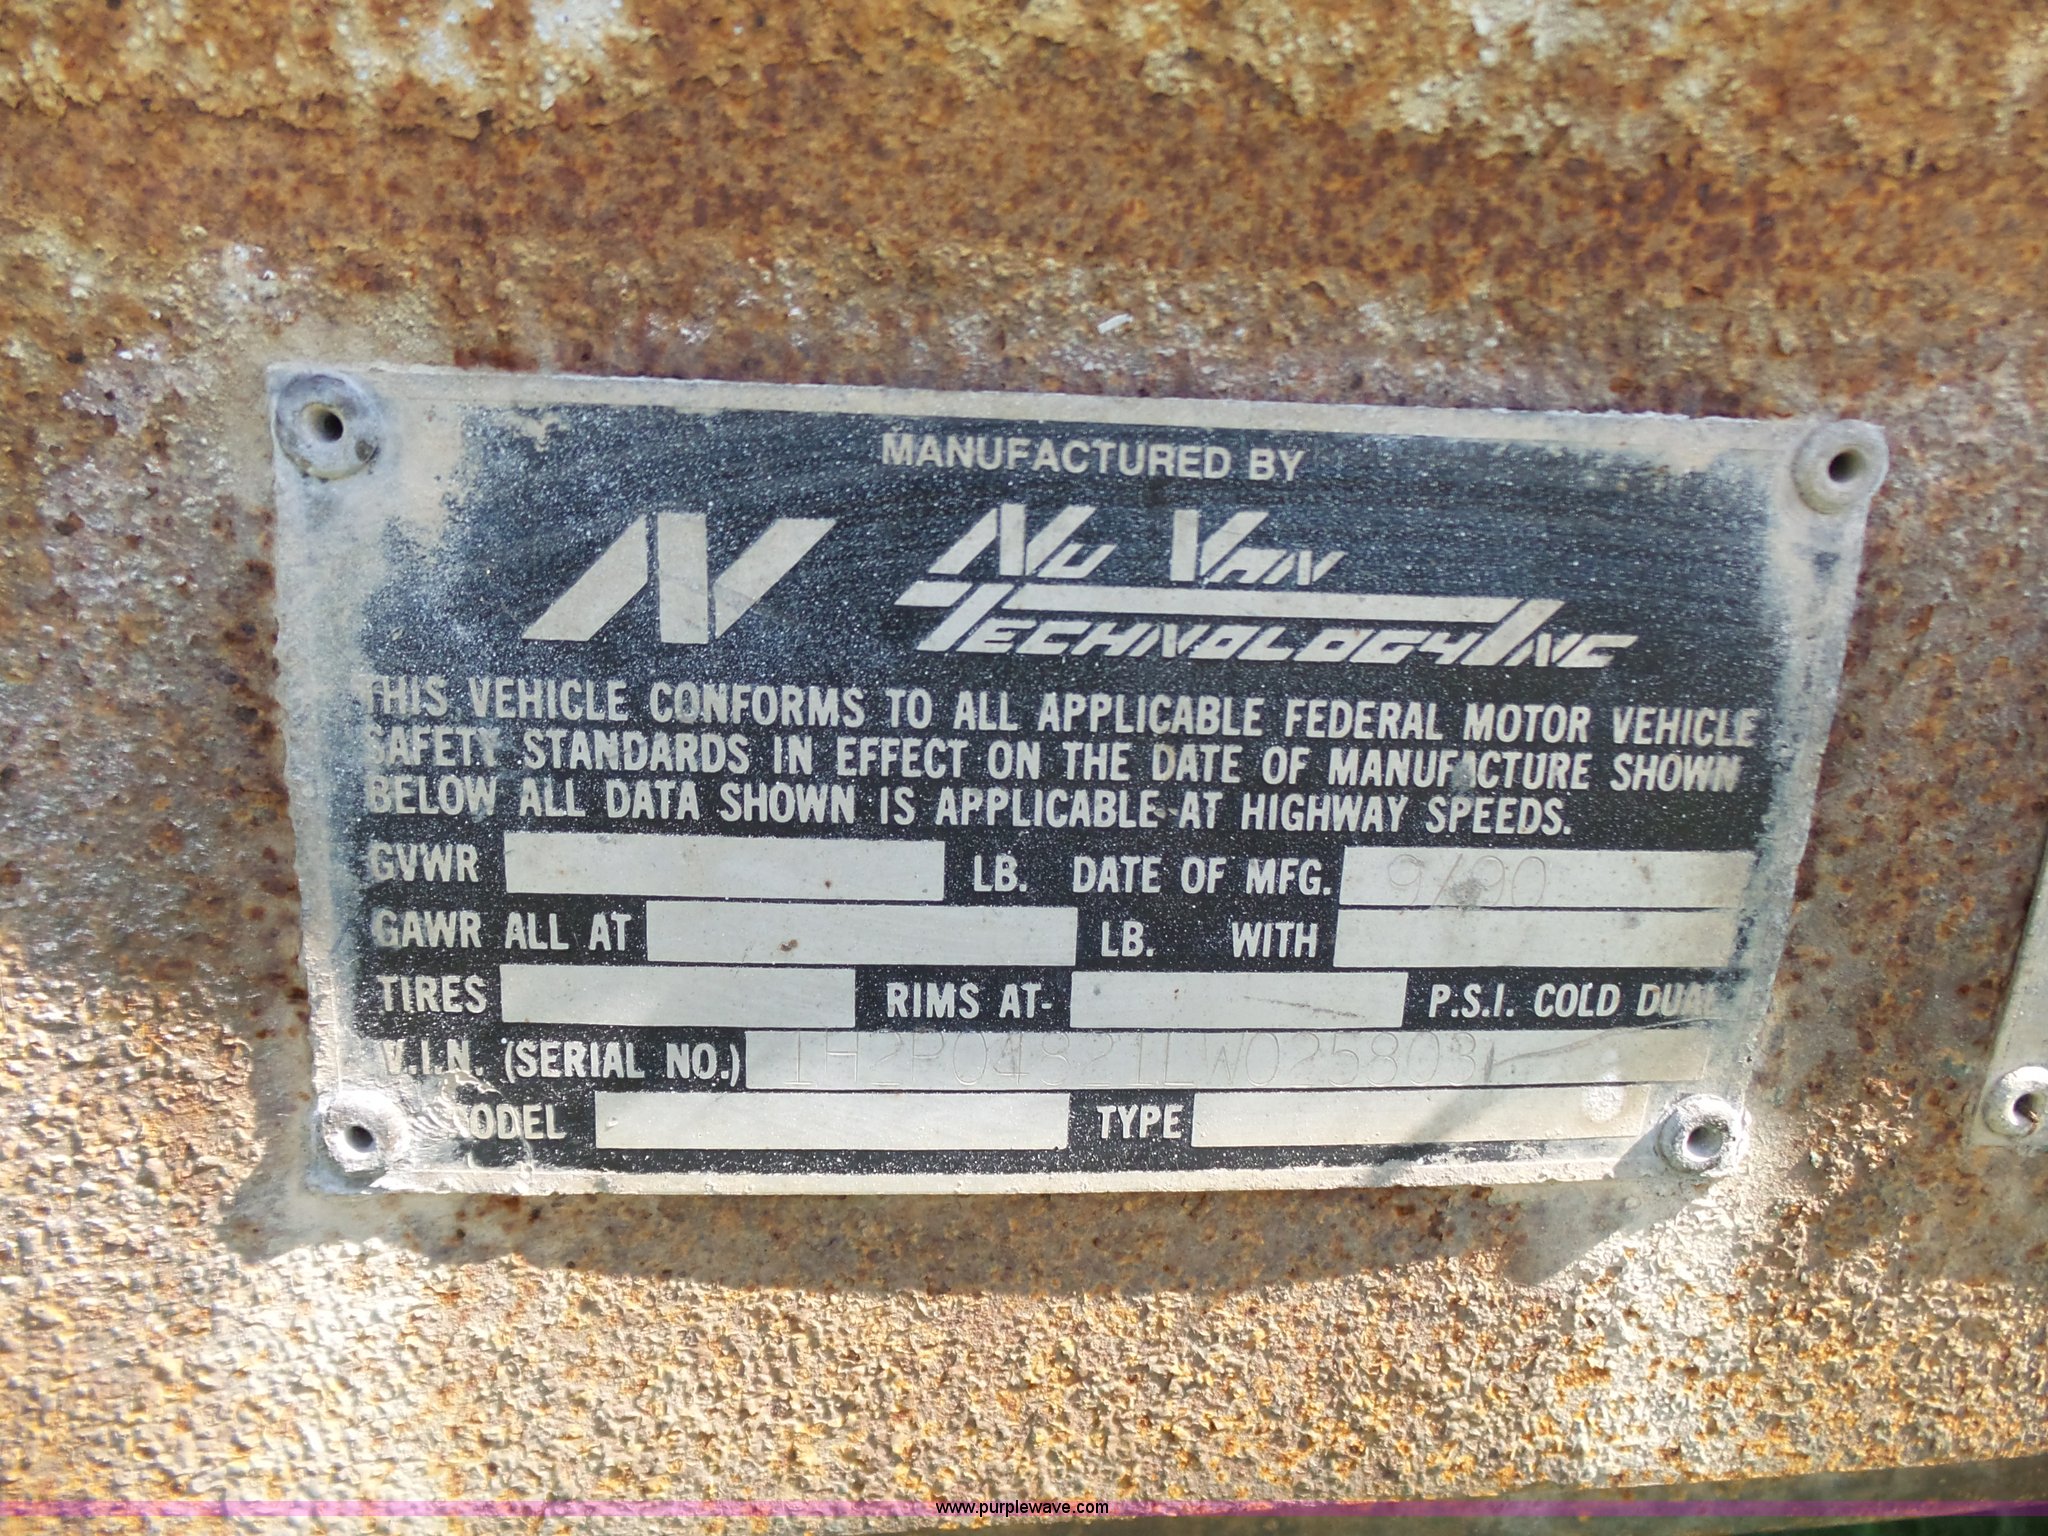 MANUFACTURED BY
N NU VAN
TECHNOLOGY INC
THIS VEHICLE CONFORMS TO ALL APPLICABLE FEDERAL MOTOR VEHICLE
SAFETY STANDARDS IN EFFECT ON THE DATE OF MANUFACTURE SHOWN
BELOW ALL DATA SHOWN IS APPLICABLE AT HIGHWAY SPEEDS.
GVWR LB. DATE OF MFG. 9/90
GAWR ALL AT LB. WITH
TIRES RIMS AT- P.S.I. COLD DUAL
V.I.N. (SERIAL NO.) 1H2P04821LW025803
MODEL TYPE
www.purplewave.com